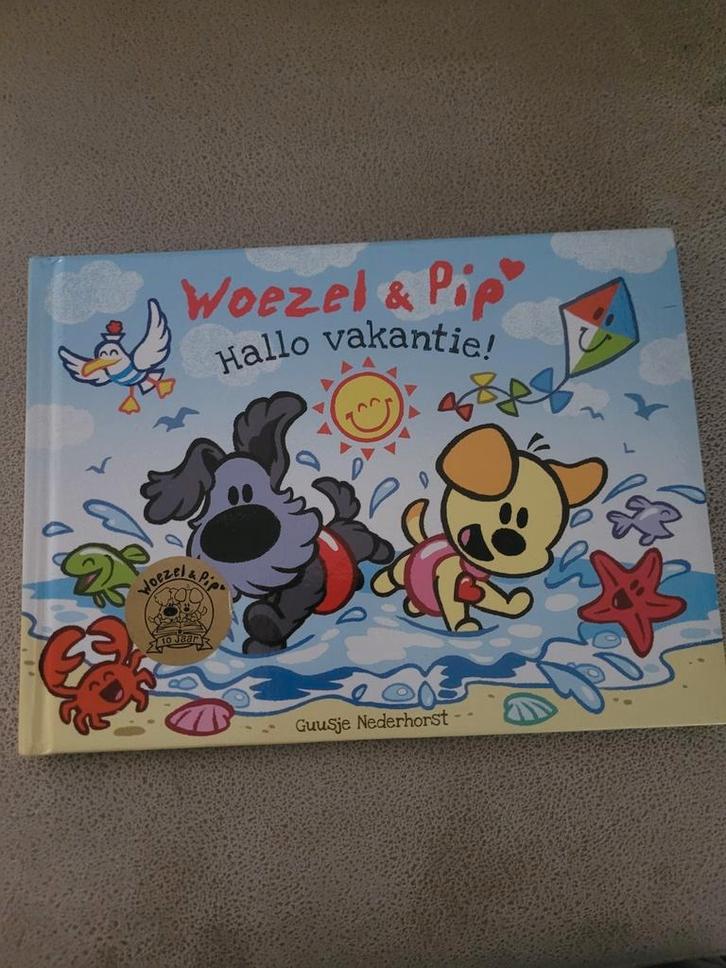 Woezel & Pip
Hallo vakantie!
Woezel & Pip
10 Jaar
Guusje Nederhorst